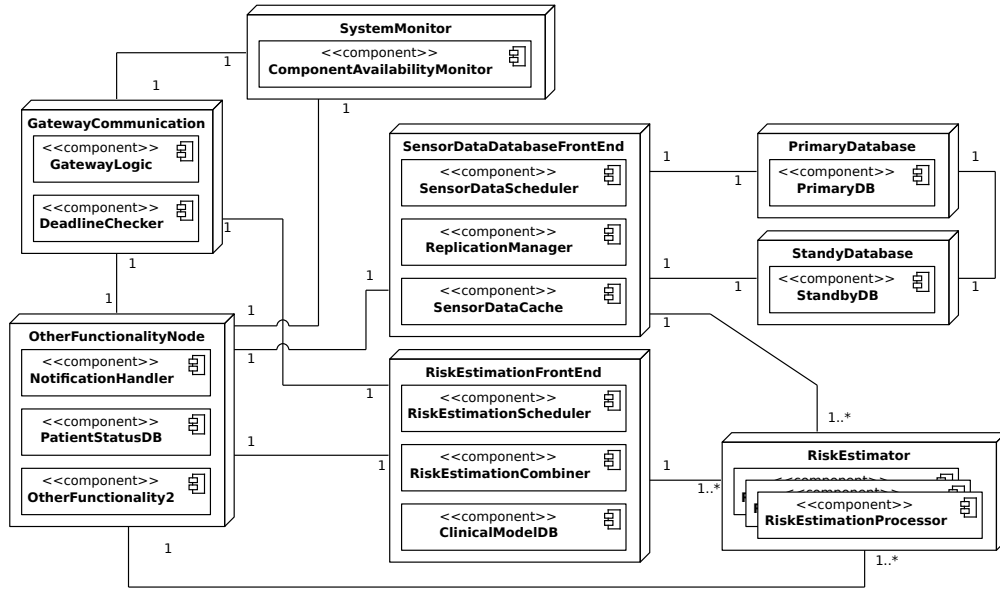 SystemMonitor
<<component>>
ComponentAvailabilityMonitor
1
1
1
GatewayCommunication
<<component>>
GatewayLogic
<<component>>
DeadlineChecker
1
1
1
SensorDataDatabaseFrontEnd
<<component>>
SensorDataScheduler
<<component>>
ReplicationManager
<<component>>
SensorDataCache
1
1
1
1
1
PrimaryDatabase
<<component>>
PrimaryDB
1
StandyDatabase
<<component>>
StandbyDB
1
OtherFunctionalityNode
<<component>>
NotificationHandler
<<component>>
PatientStatusDB
<<component>>
OtherFunctionality2
1
1
1
1
1
1
1
RiskEstimationFrontEnd
<<component>>
RiskEstimationScheduler
<<component>>
RiskEstimationCombiner
<<component>>
ClinicalModelDB
1
1..*
1..*
RiskEstimator
<<component>>
RiskEstimationProcessor
1..*